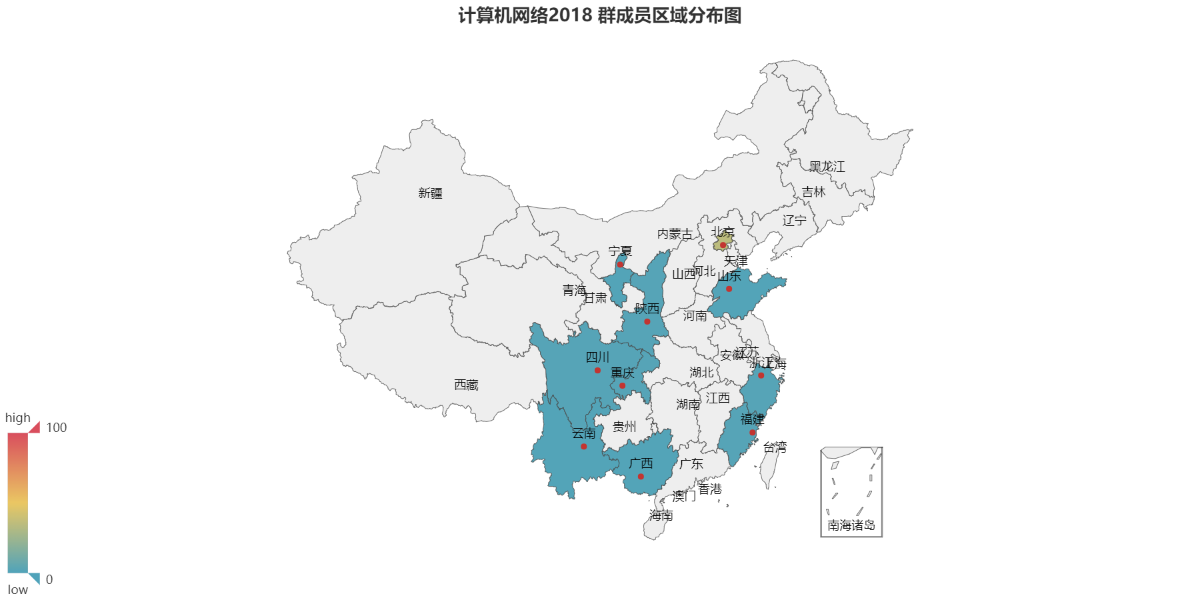 计算机网络2018 群成员区域分布图
黑龙江
吉林
新疆
辽宁
北京
内蒙古
宁夏
天津
河北
山西
山东
青海
甘肃
陕西
河南
江苏
安徽
四川
浙江
上海
重庆
湖北
西藏
江西
湖南
high
100
福建
贵州
云南
台湾
广西
广东
香港
澳门
海南
南海诸岛
0
low